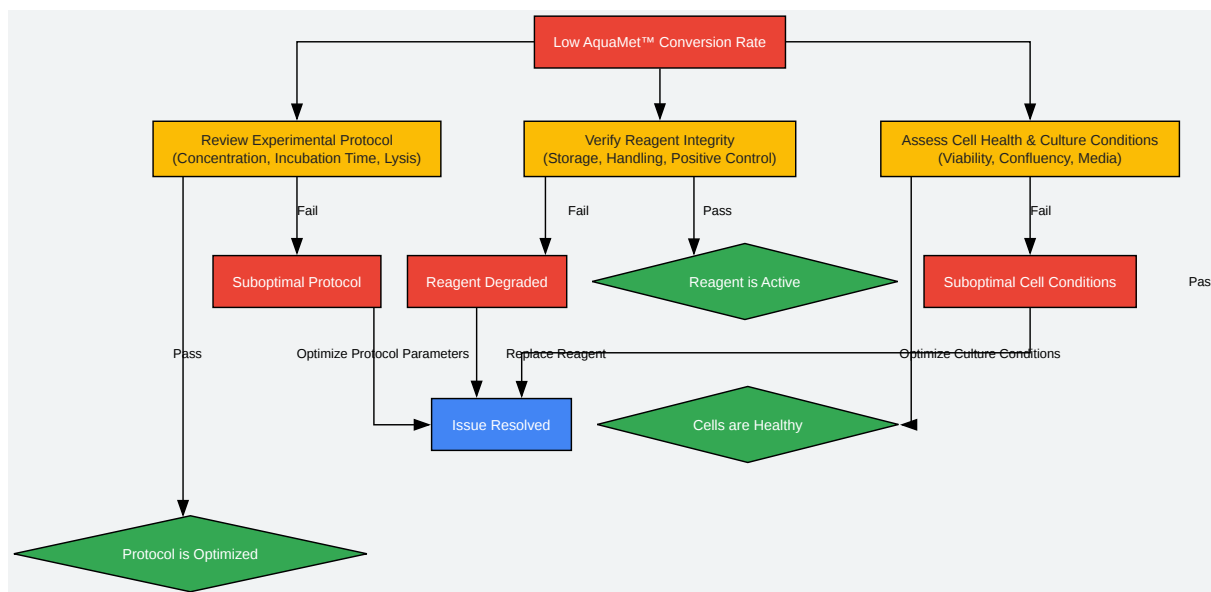 Low AquaMet™ Conversion Rate
Review Experimental Protocol
(Concentration, Incubation Time, Lysis)
Verify Reagent Integrity
(Storage, Handling, Positive Control)
Assess Cell Health & Culture Conditions
(Viability, Confluency, Media)
Fail
Fail
Pass
Fail
Suboptimal Protocol
Reagent Degraded
Reagent is Active
Suboptimal Cell Conditions
Pas
Pass
Optimize Protocol Parameters
Replace Reagent
Optimize Culture Conditions
Issue Resolved
Cells are Healthy
Protocol is Optimized